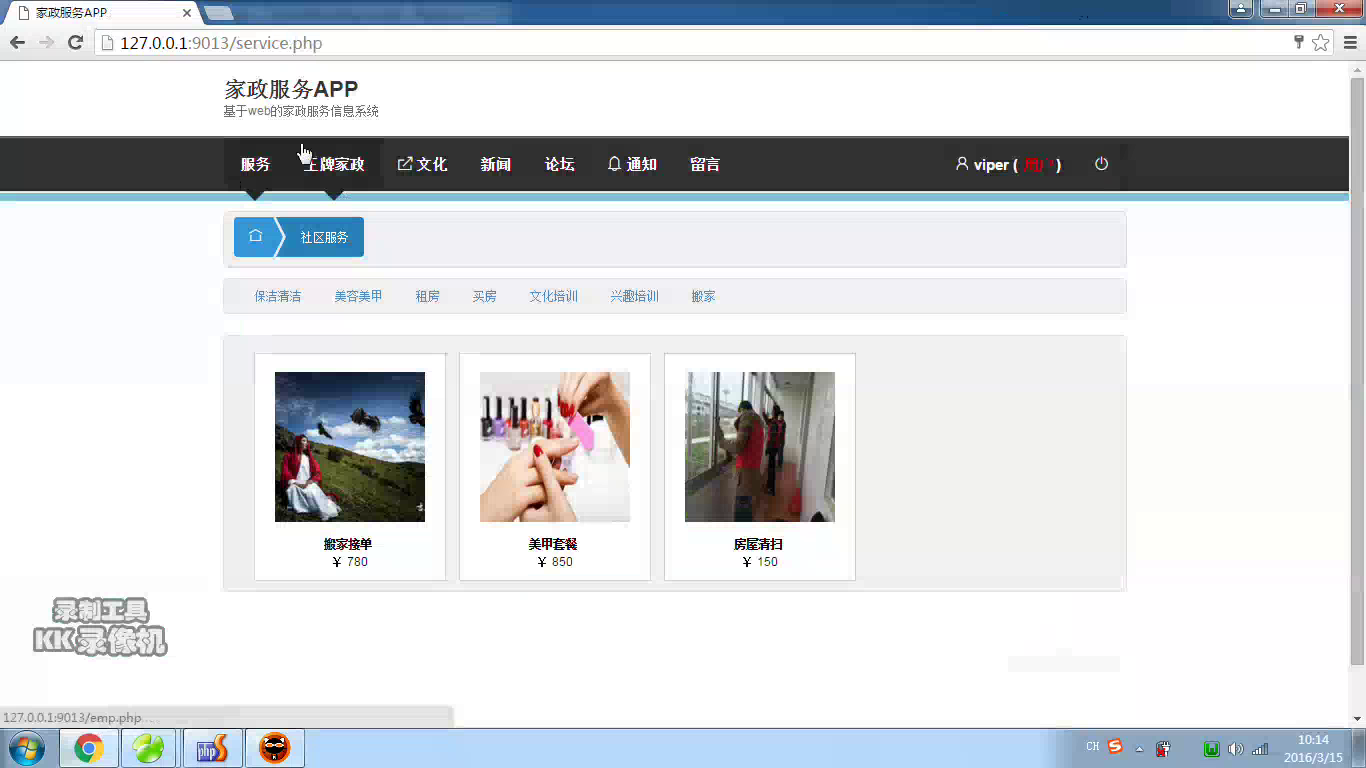 家政服务APP
127.0.0.1:9013/service.php
家政服务APP
基于web的家政服务信息系统
服务 王牌家政 文化 新闻 论坛 通知 留言 viper ( )
社区服务
保洁清洁 美容美甲 租房 买房 文化培训 兴趣培训 搬家
搬家接单 美甲套餐 房屋清扫
¥ 780 ¥ 850 ¥ 150
录制工具
KK录像机
127.0.0.1:9013/emp.php
php
CH
10:14
2016/3/15